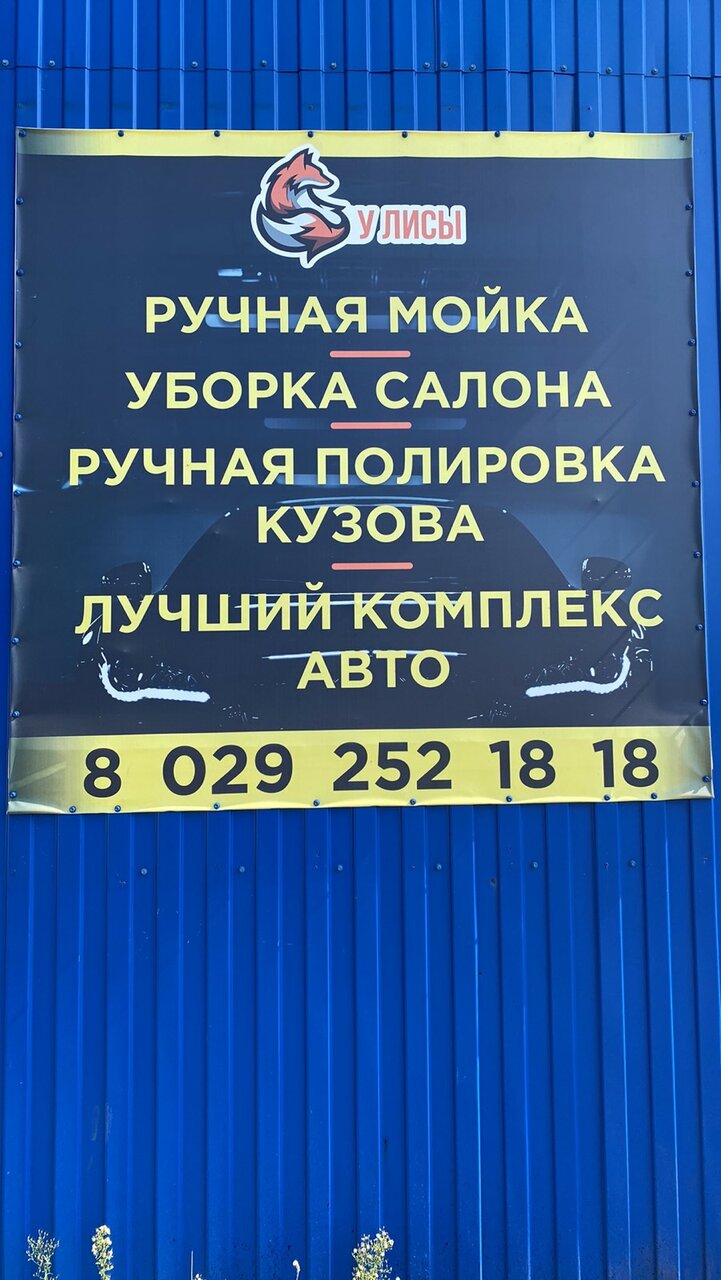 У ЛИСЫ
РУЧНАЯ МОЙКА
УБОРКА САЛОНА
РУЧНАЯ ПОЛИРОВКА
КУЗОВА
ЛУЧШИЙ КОМПЛЕКС
АВТО
8 029 252 18 18